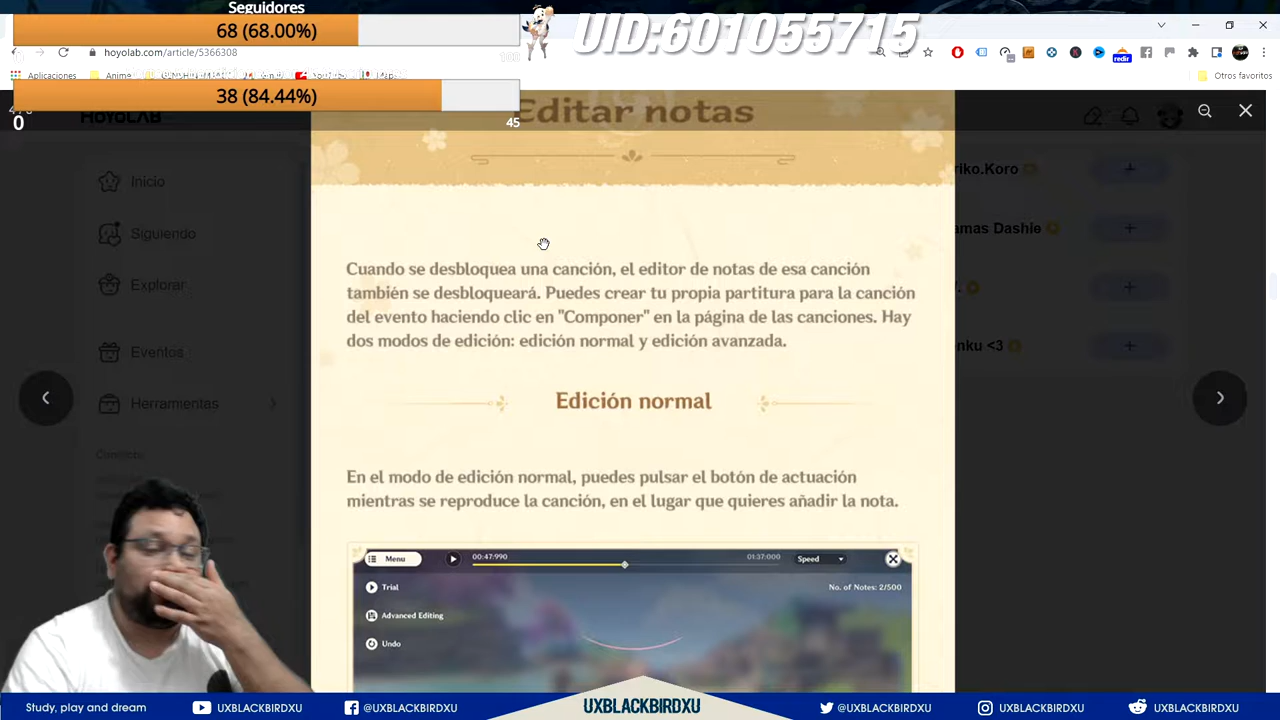 Seguidores
68 (68.00%)
UID:601055715
hoyolab.com/article/5366308
Aplicaciones
Otros favoritos
38 (84.44%)
0
45
HOYOLAB
Editar notas
Inicio
Siguiendo
Explorar
Eventos
Herramientas
riko.Koro
amas Dashie
nku <3
Cuando se desbloquea una canción, el editor de notas de esa canción
también se desbloqueará. Puedes crear tu propia partitura para la canción
del evento haciendo clic en "Componer" en la página de las canciones. Hay
dos modos de edición: edición normal y edición avanzada.
Edición normal
En el modo de edición normal, puedes pulsar el botón de actuación
mientras se reproduce la canción, en el lugar que quieres añadir la nota.
Menu
00:47:990
01:37:000
Speed
Trial
No. of Notes: 2/500
Advanced Editing
Undo
Study, play and dream
UXBLACKBIRDXU
@UXBLACKBIRDXU
UXBLACKBIRDXU
@UXBLACKBIRDXU
@UXBLACKBIRDXU
UXBLACKBIRDXU